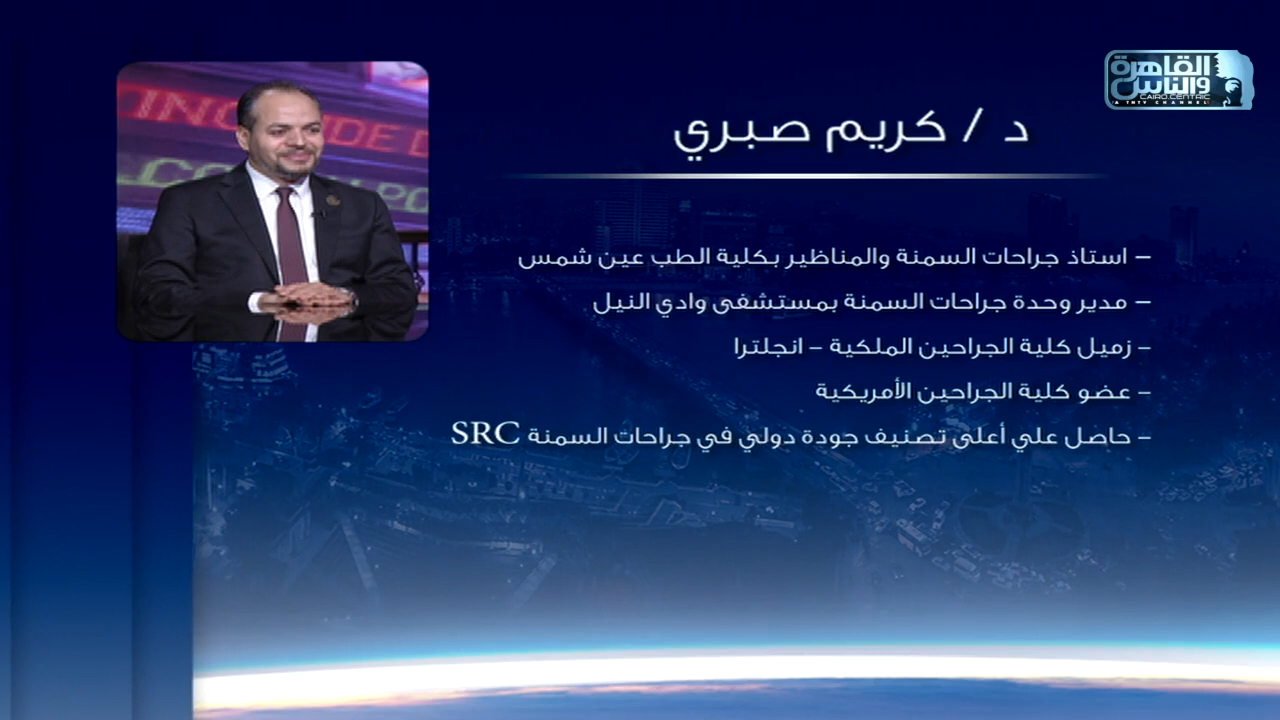 القاهرة
والناس
CAIRO.CENTRIC
A TNTV CHANNEL
د / كريم صبري
– استاذ جراحات السمنة والمناظير بكلية الطب عين شمس
– مدير وحدة جراحات السمنة بمستشفى وادي النيل
– زميل كلية الجراحين الملكية – انجلترا
– عضو كلية الجراحين الأمريكية
– حاصل علي أعلى تصنيف جودة دولي في جراحات السمنة SRC